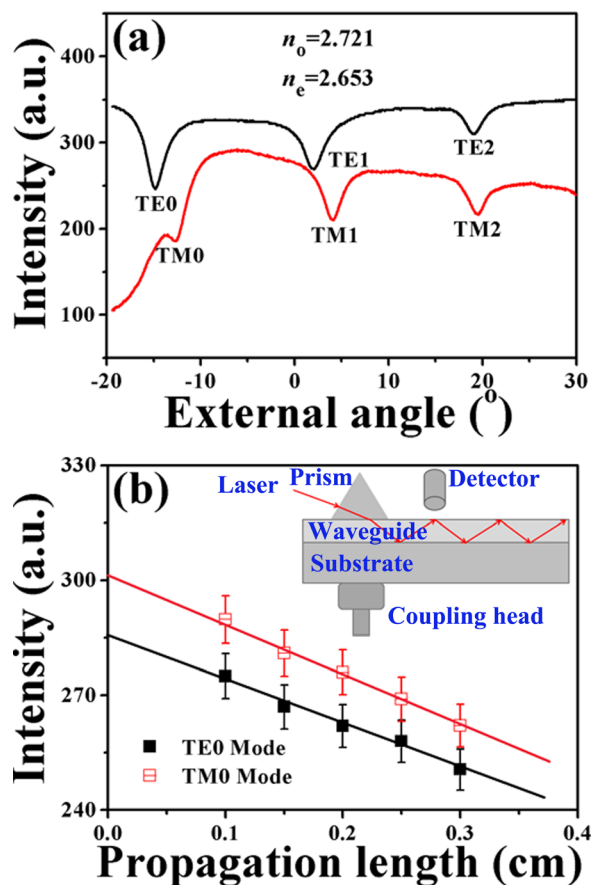 (a)
nₒ=2.721
nₑ=2.653
Intensity (a.u.)
400
300
200
100
TE0
TE1
TE2
TM0
TM1
TM2
-20 -10 0 10 20 30
External angle (°)
(b)
Intensity (a.u.)
330
300
270
240
Laser
Prism
Detector
Waveguide
Substrate
Coupling head
TE0 Mode
TM0 Mode
0.0 0.1 0.2 0.3 0.4
Propagation length (cm)